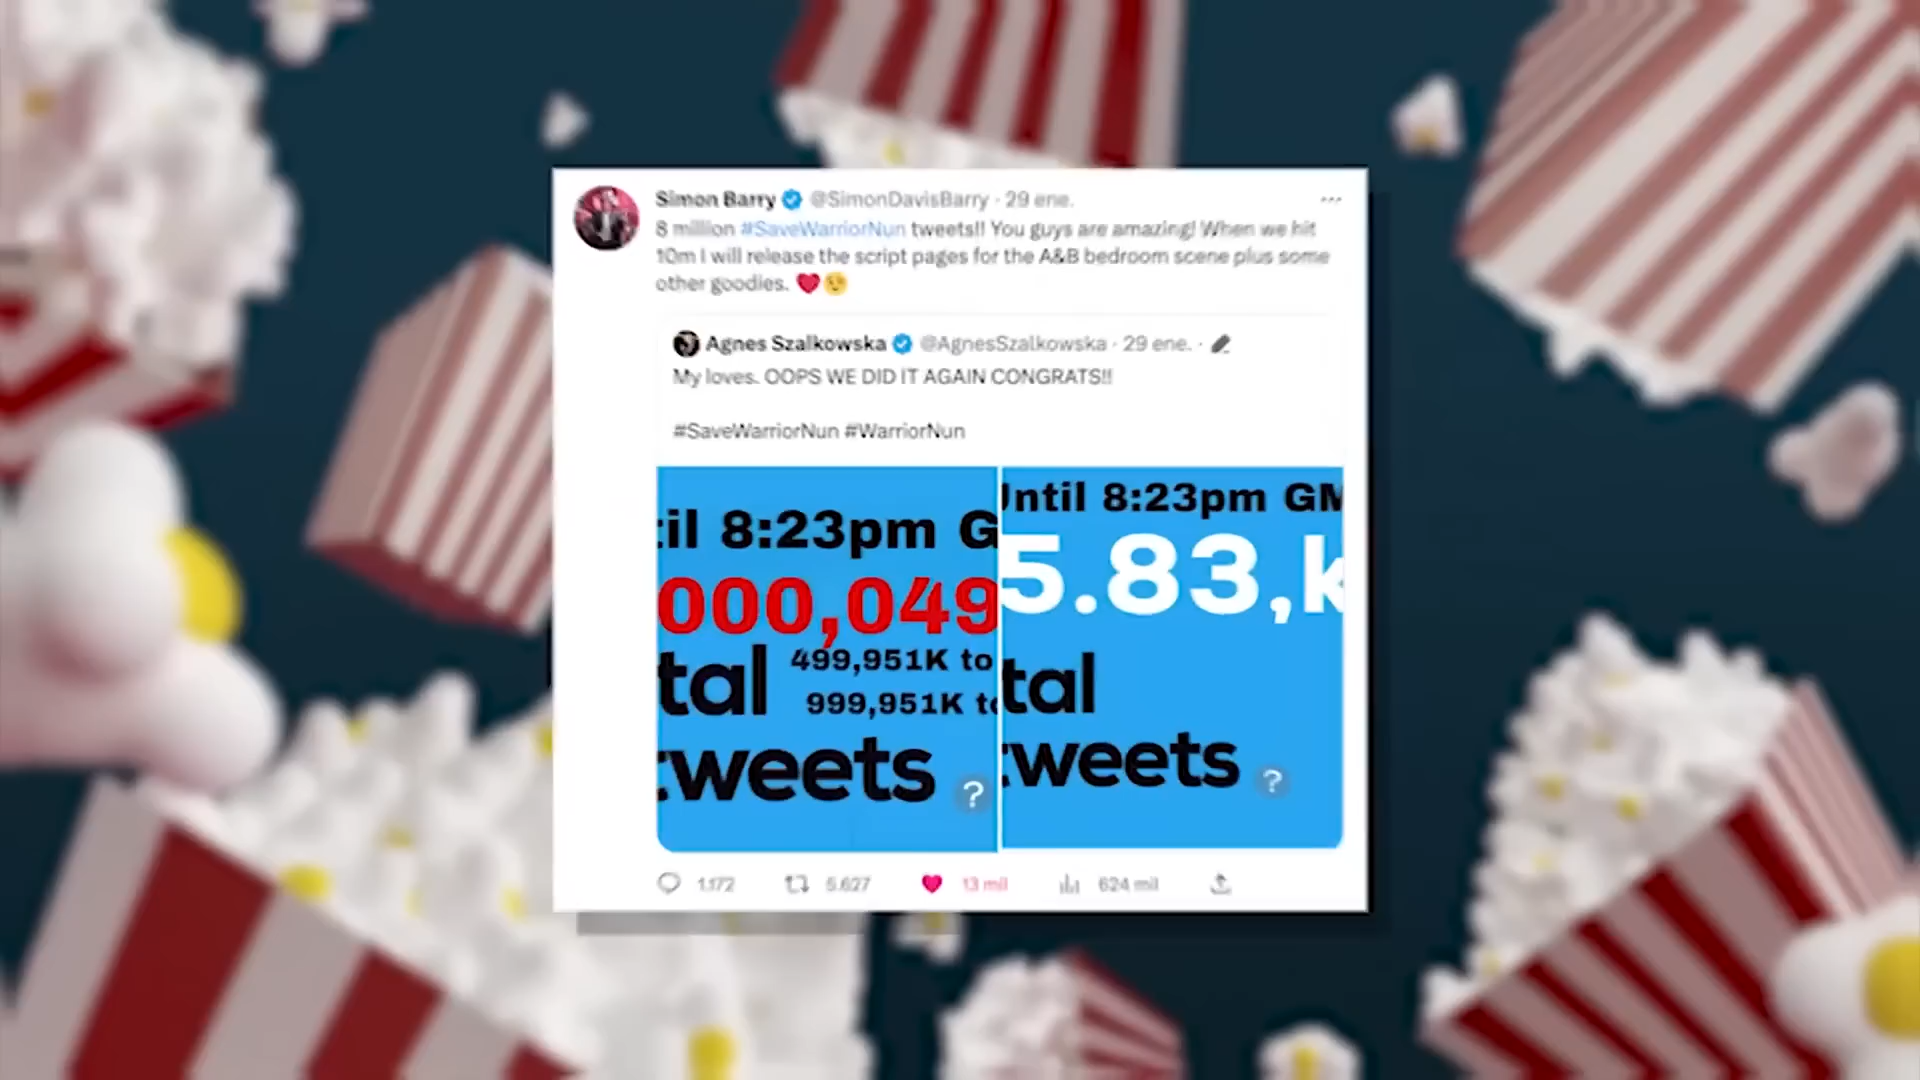 Simon Barry @SimonDavisBarry · 29 ene.
8 million #SaveWarriorNun tweets!! You guys are amazing! When we hit
10m I will release the script pages for the A&B bedroom scene plus some
other goodies. ❤️😉
Agnes Szalkowska @AgnesSzalkowska · 29 ene. ·
My loves. OOPS WE DID IT AGAIN CONGRATS!!
#SaveWarriorNun #WarriorNun
til 8:23pm G
000,049
tal 499,951K to
999,951K to
tweets ?
Until 8:23pm GM
5.83,k
tal
tweets ?
1.172 5.627 13 mil 624 mil